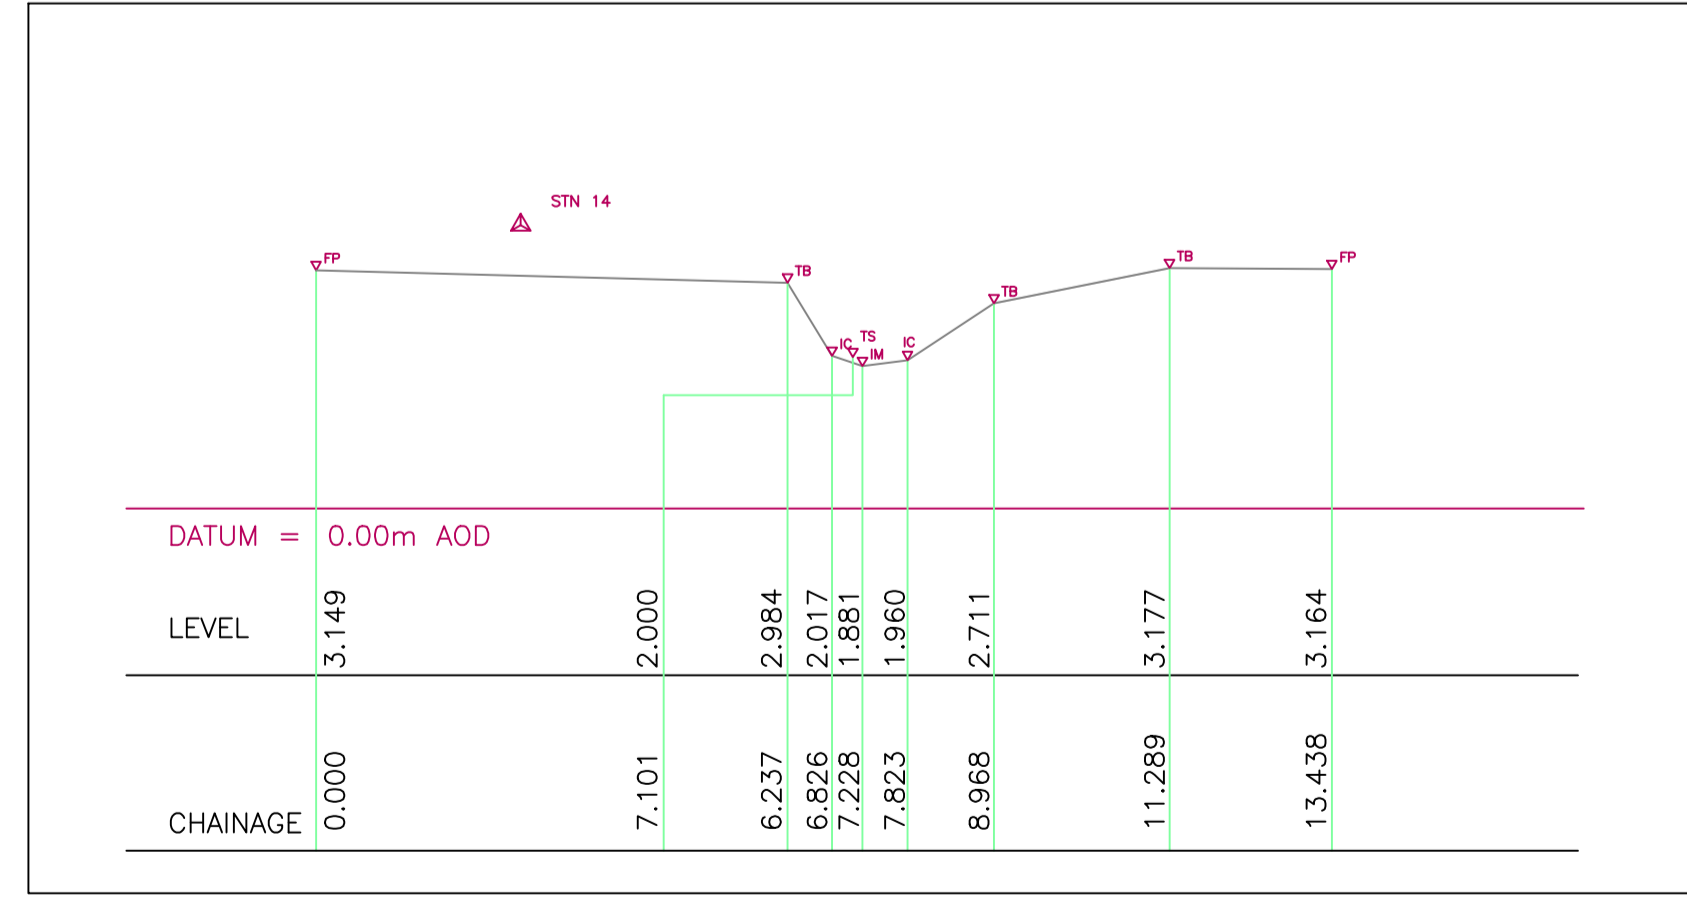 STN 14
FP
TB
IC
TS
IM
IC
TB
TB
FP
DATUM = 0.00m AOD
LEVEL
3.149
2.000
2.984
2.017
1.881
1.960
2.711
3.177
3.164
CHAINAGE
0.000
7.101
6.237
6.826
7.228
7.823
8.968
11.289
13.438